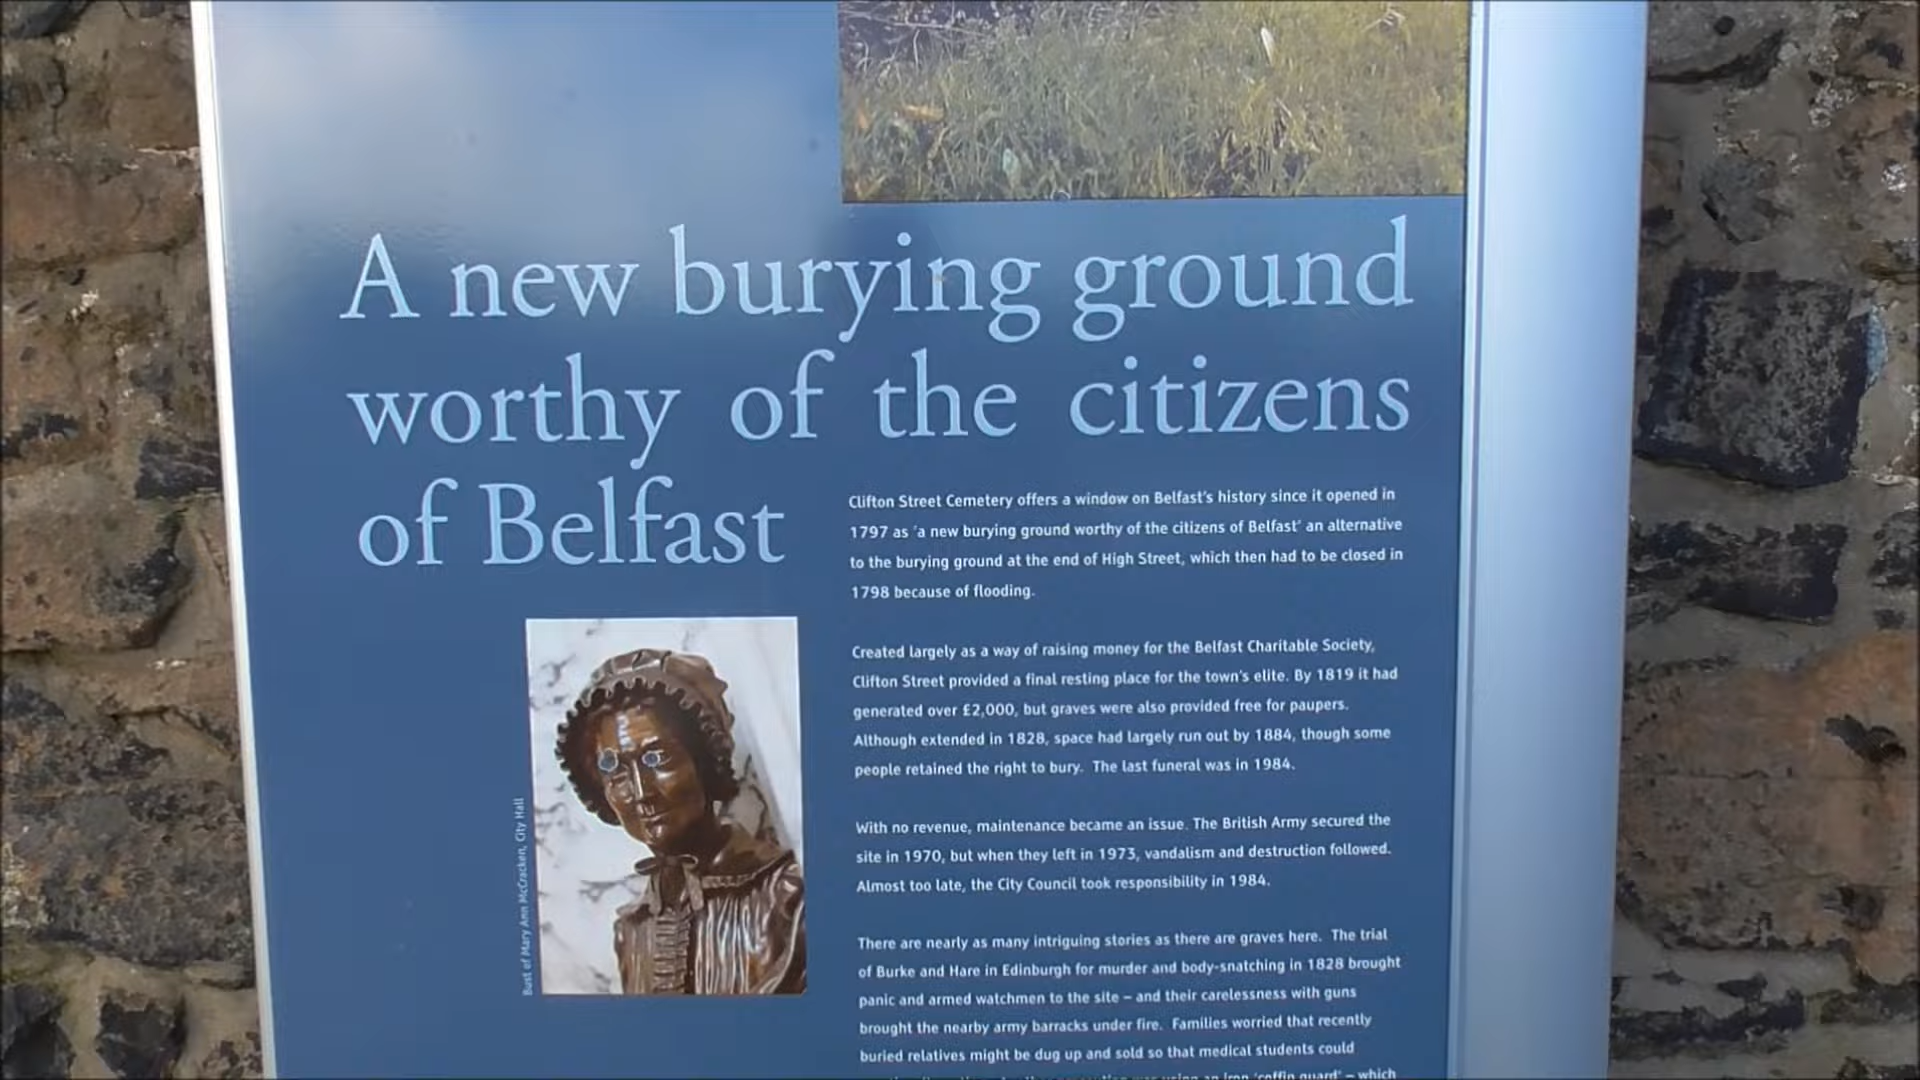 A new burying ground
worthy of the citizens
of Belfast
Clifton Street Cemetery offers a window on Belfast's history since it opened in
1797 as 'a new burying ground worthy of the citizens of Belfast' an alternative
to the burying ground at the end of High Street, which then had to be closed in
1798 because of flooding.
Created largely as a way of raising money for the Belfast Charitable Society,
Clifton Street provided a final resting place for the town's elite. By 1819 it had
generated over £2,000, but graves were also provided free for paupers.
Although extended in 1828, space had largely run out by 1884, though some
people retained the right to bury. The last funeral was in 1984.
With no revenue, maintenance became an issue. The British Army secured the
site in 1970, but when they left in 1973, vandalism and destruction followed.
Almost too late, the City Council took responsibility in 1984.
There are nearly as many intriguing stories as there are graves here. The trial
of Burke and Hare in Edinburgh for murder and body-snatching in 1828 brought
panic and armed watchmen to the site – and their carelessness with guns
brought the nearby army barracks under fire. Families worried that recently
buried relatives might be dug up and sold so that medical students could
using an iron 'coffin guard' – which
Bust of Mary Ann McCracken, City Hall